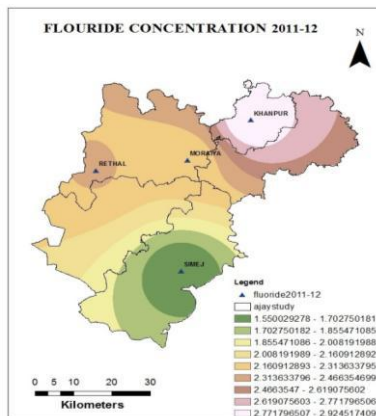 FLOURIDE CONCENTRATION 2011-12
N
KHANPUR
MORAIYA
RETHAL
SIMEJ
Legend
fluoride2011-12
ajaystudy
1.550029278 - 1.702750181
1.702750182 - 1.855471085
1.855471086 - 2.008191988
2.008191989 - 2.160912892
2.160912893 - 2.313633795
2.313633796 - 2.466354699
2.4663547 - 2.619075602
2.619075603 - 2.771796506
2.771796507 - 2.924517409
0 5 10 20 30
Kilometers